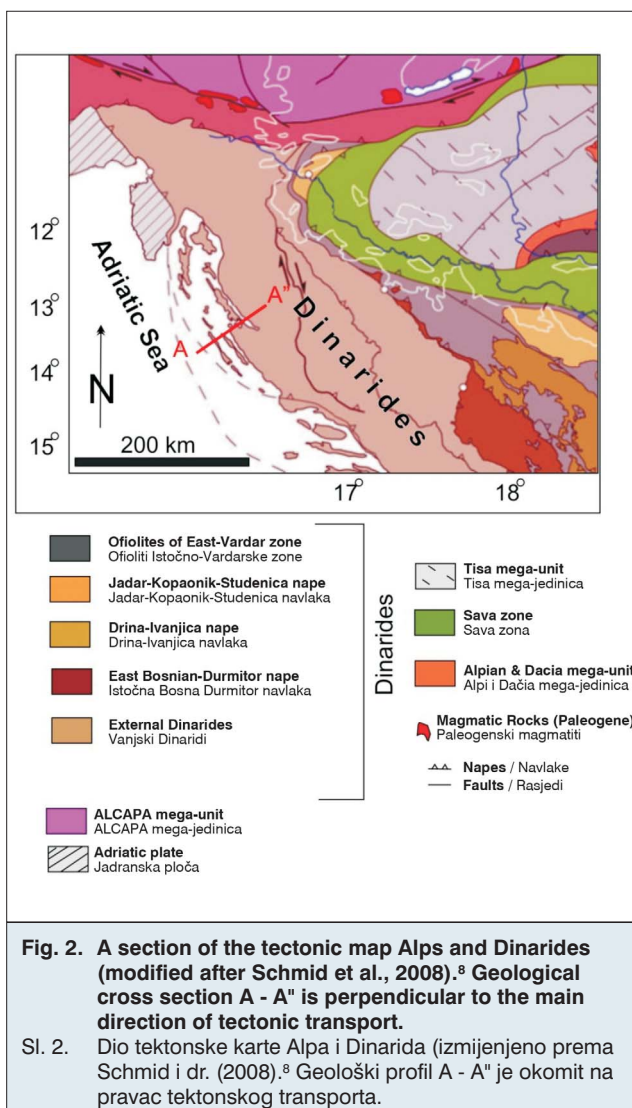 12°
13°
14°
15°
Adriatic Sea
A
A"
Dinarides
N
200 km
17°
18°
Ofiolites of East-Vardar zone
Ofioliti Istočno-Vardarske zone
Jadar-Kopaonik-Studenica nape
Jadar-Kopaonik-Studenica navlaka
Drina-Ivanjica nape
Drina-Ivanjica navlaka
East Bosnian-Durmitor nape
Istočna Bosna Durmitor navlaka
External Dinarides
Vanjski Dinaridi
Dinarides
ALCAPA mega-unit
ALCAPA mega-jedinica
Adriatic plate
Jadranska ploča
Tisa mega-unit
Tisa mega-jedinica
Sava zone
Sava zona
Alpian & Dacia mega-unit
Alpi i Dačia mega-jedinica
Magmatic Rocks (Paleogene)
Paleogenski magmatiti
Napes / Navlake
Faults / Rasjedi
Fig. 2. A section of the tectonic map Alps and Dinarides
(modified after Schmid et al., 2008).⁸ Geological
cross section A - A" is perpendicular to the main
direction of tectonic transport.
Sl. 2. Dio tektonske karte Alpa i Dinarida (izmijenjeno prema
Schmid i dr. (2008).⁸ Geološki profil A - A" je okomit na
pravac tektonskog transporta.